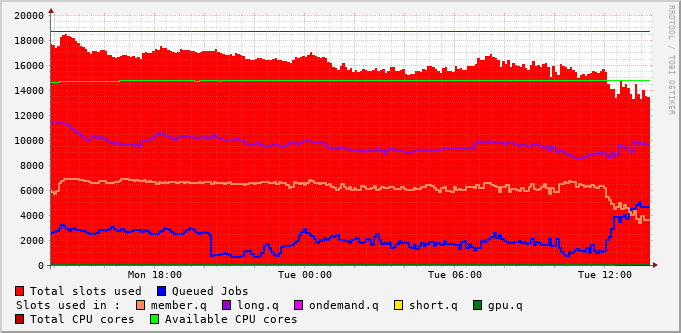 20000
18000
16000
14000
12000
10000
8000
6000
4000
2000
0
Mon 18:00 Tue 00:00 Tue 06:00 Tue 12:00
Total slots used Queued Jobs
Slots used in : member.q long.q ondemand.q short.q gpu.q
Total CPU cores Available CPU cores
RRDTOOL / TOBI OETIKER